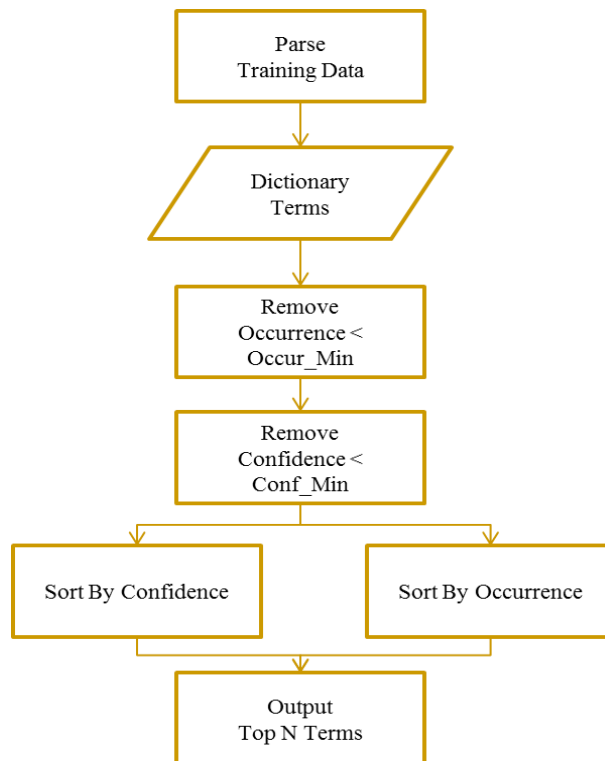 Parse
Training Data
Dictionary
Terms
Remove
Occurrence <
Occur_Min
Remove
Confidence <
Conf_Min
Sort By Confidence
Sort By Occurrence
Output
Top N Terms